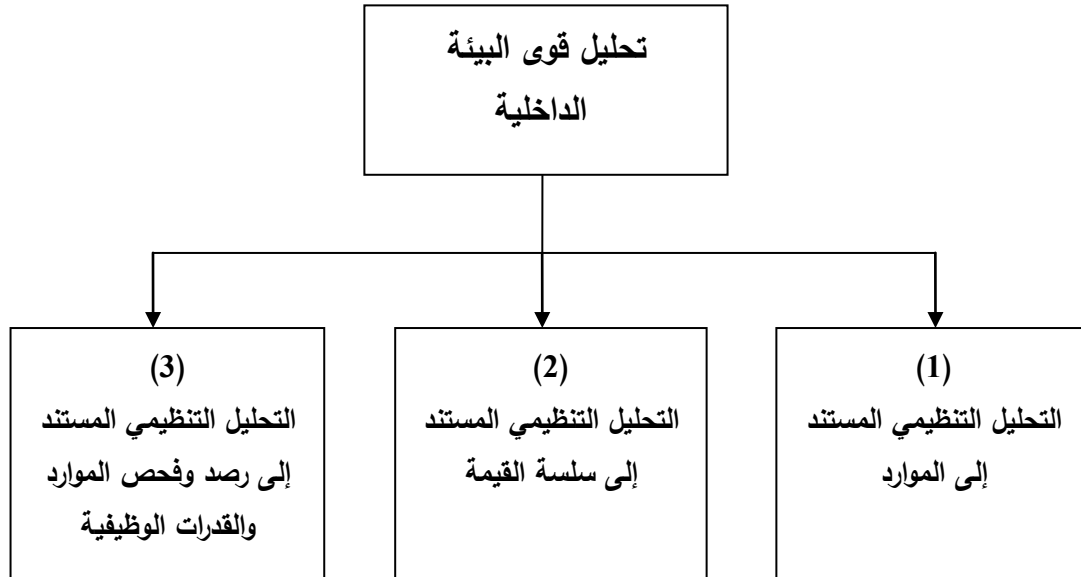 تحليل قوى البيئة
الداخلية
(1)
التحليل التنظيمي المستند
إلى الموارد
(2)
التحليل التنظيمي المستند
إلى سلسة القيمة
(3)
التحليل التنظيمي المستند
إلى رصد وفحص الموارد
والقدرات الوظيفية